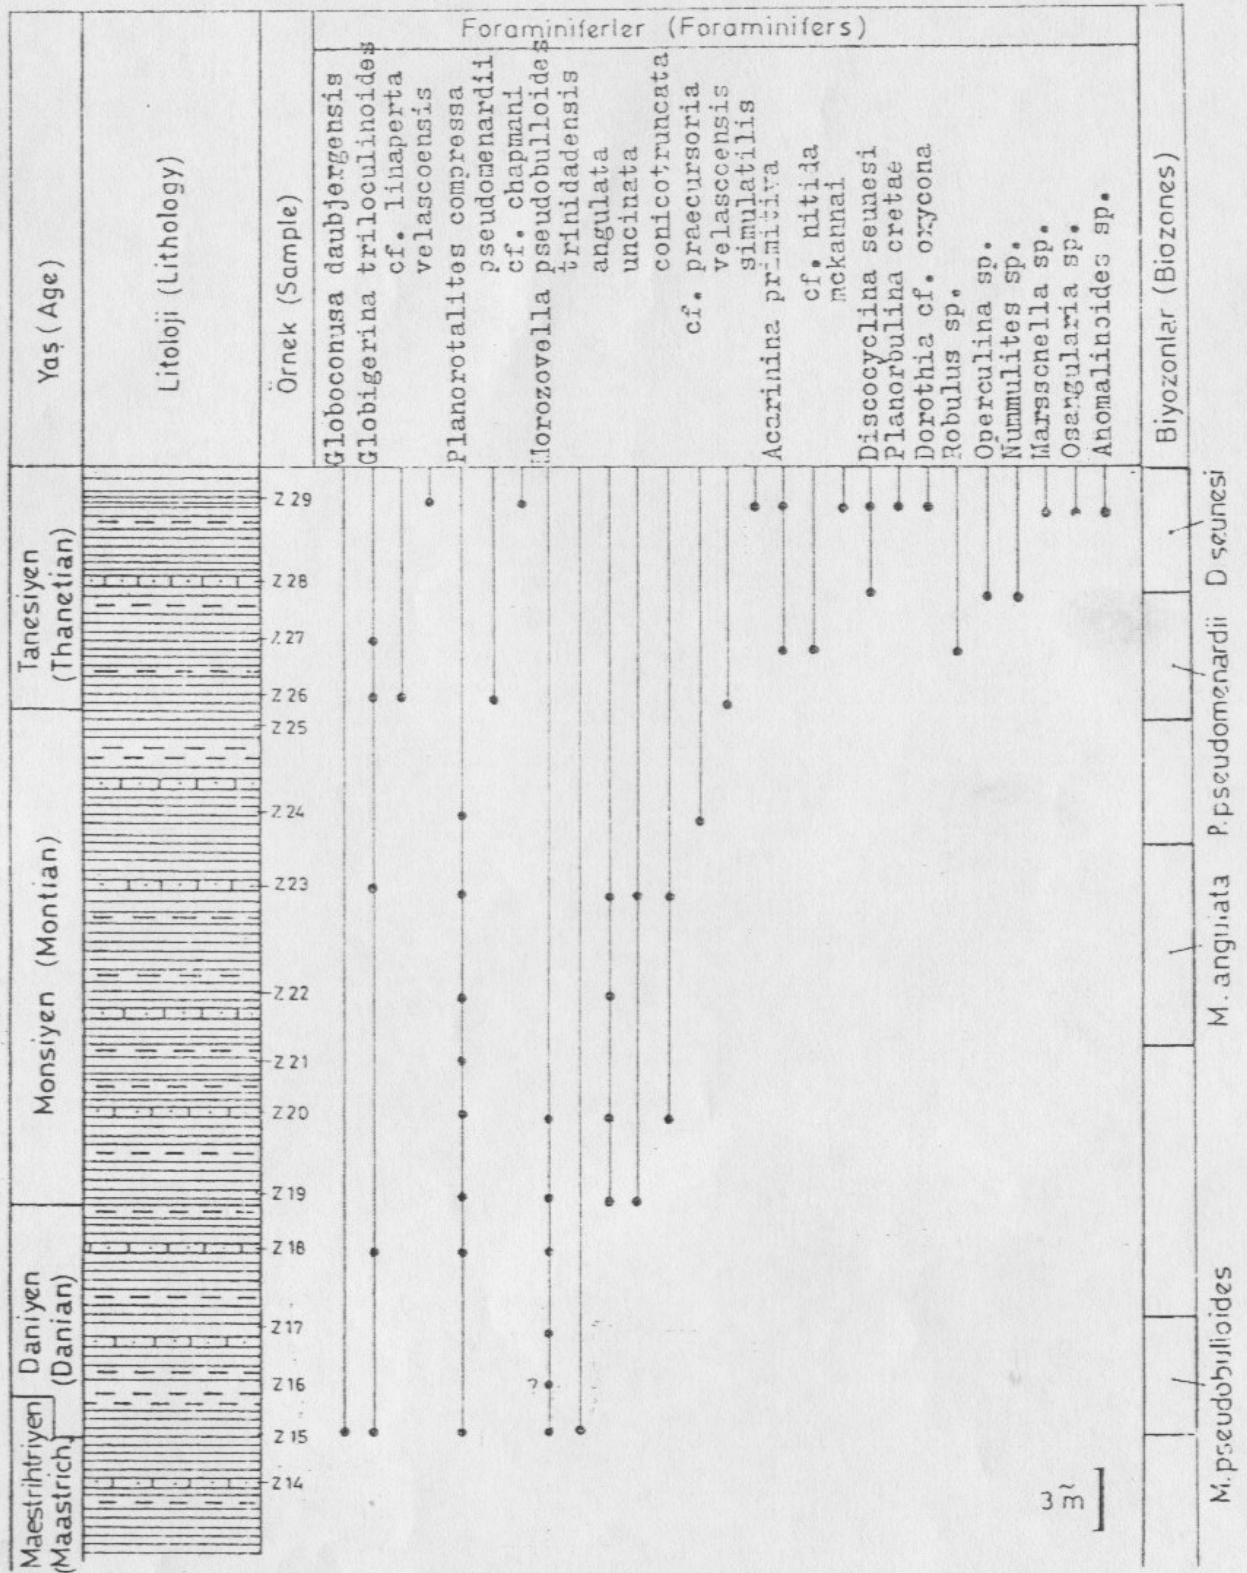 Foraminiferler (Foraminifers)
Yaş (Age)
Litoloji (Lithology)
Örnek (Sample)
Globoconusa daubjergensis
Globigerina triloculinoides
cf. linaperta
velascoensis
Planorotalites compressa
pseudomenardii
cf. chapmani
Morozovella pseudobulloides
trinidadensis
angulata
uncinata
conicotruncata
cf. praecursoria
velascoensis
simulatilis
Acarinina primitiva
cf. nitida
mckannai
Discocyclina seunesi
Planorbulina cretae
Dorothia cf. oxycona
Robulus sp.
Operculina sp.
Nummulites sp.
Marssonella sp.
Osangularia sp.
Anomalinoides sp.
Biyozonlar (Biozones)
Tanesiyen
(Thanetian)
Monsiyen (Montian)
Daniyen
(Danian)
Maestrihtriyen
(Maastrich)
Z 29
Z 28
Z 27
Z 26
Z 25
Z 24
Z 23
Z 22
Z 21
Z 20
Z 19
Z 18
Z 17
Z 16
Z 15
Z 14
?
D seunesi
P. pseudomenardii
M. angulata
M. pseudobulloides
3 m